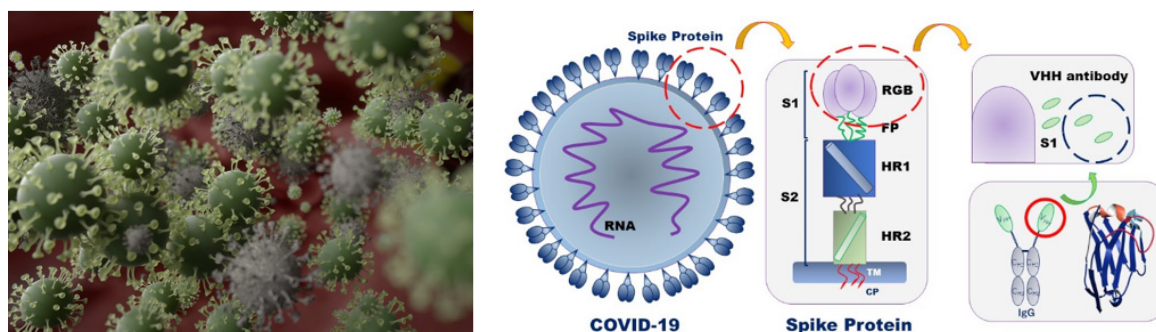 Spike Protein
RNA
COVID-19
S1
S2
RGB
FP
HR1
HR2
TM
CP
Spike Protein
VHH antibody
S1
IgG